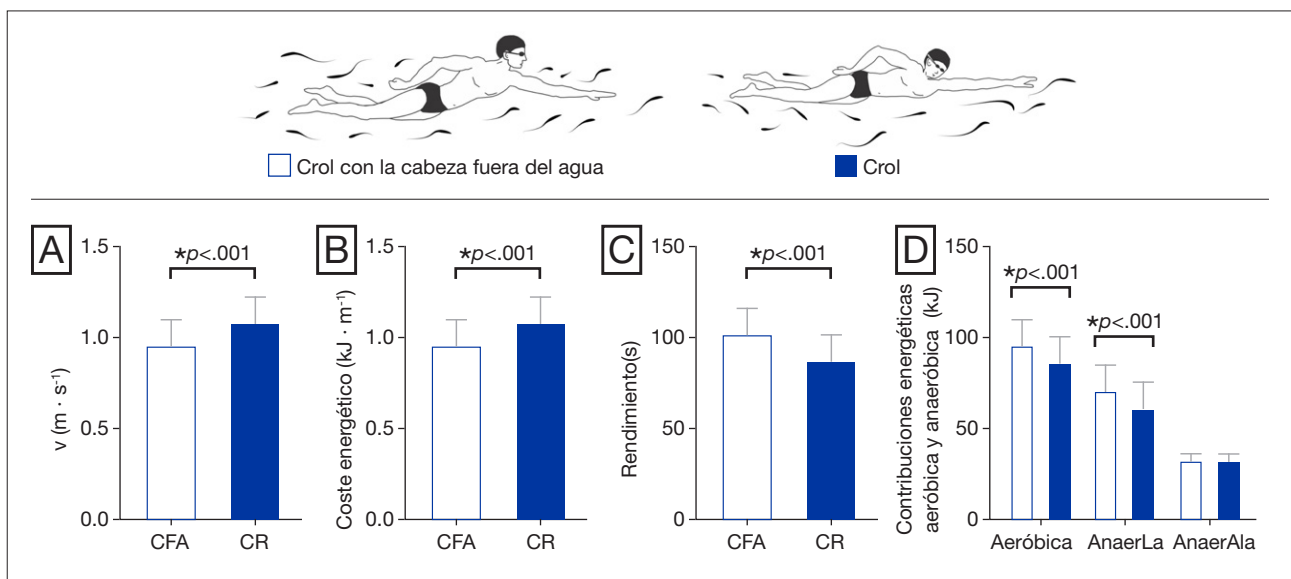 Crol con la cabeza fuera del agua
Crol
A
v (m · s⁻¹)
1.5
1.0
0.5
0.0
*p<.001
CFA
CR
B
Coste energético (kJ · m⁻¹)
1.5
1.0
0.5
0.0
*p<.001
CFA
CR
C
Rendimiento(s)
150
100
50
0
*p<.001
CFA
CR
D
Contribuciones energéticas
aeróbica y anaeróbica (kJ)
150
100
50
0
*p<.001
*p<.001
Aeróbica
AnaerLa
AnaerAla